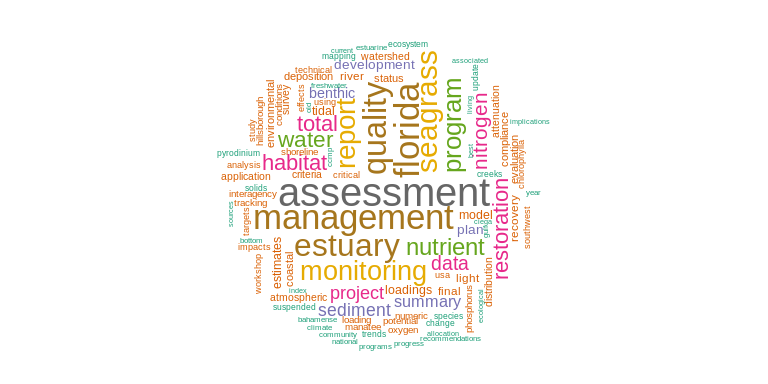 ecosystem
current
estuarine
associated
mapping
watershed
development
technical
deposition
river
status
update
freshwater
benthic
environmental
conditions
survey
effects
old
using
tidal
report
quality
florida
seagrass
program
living
nitrogen
attenuation
implications
study
hillsborough
total
water
shoreline
ccmp
best
compliance
evaluation
chlorophylla
pyrodinium
analysis
habitat
application
criteria
critical
creeks
solids
interagency
tracking
assessment
year
sources
targets
management
model
ciega
gulf
recovery
southwest
plan
restoration
bottom
impacts
estuary
nutrient
workshop
estimates
coastal
monitoring
data
usa
light
distribution
index
atmospheric
project
loadings
final
suspended
sediment
summary
phosphorus
ecological
bahamense
loading
numeric
species
climate
manatee
potential
change
community
trends
oxygen
allocation
national
programs
progress
recommendations